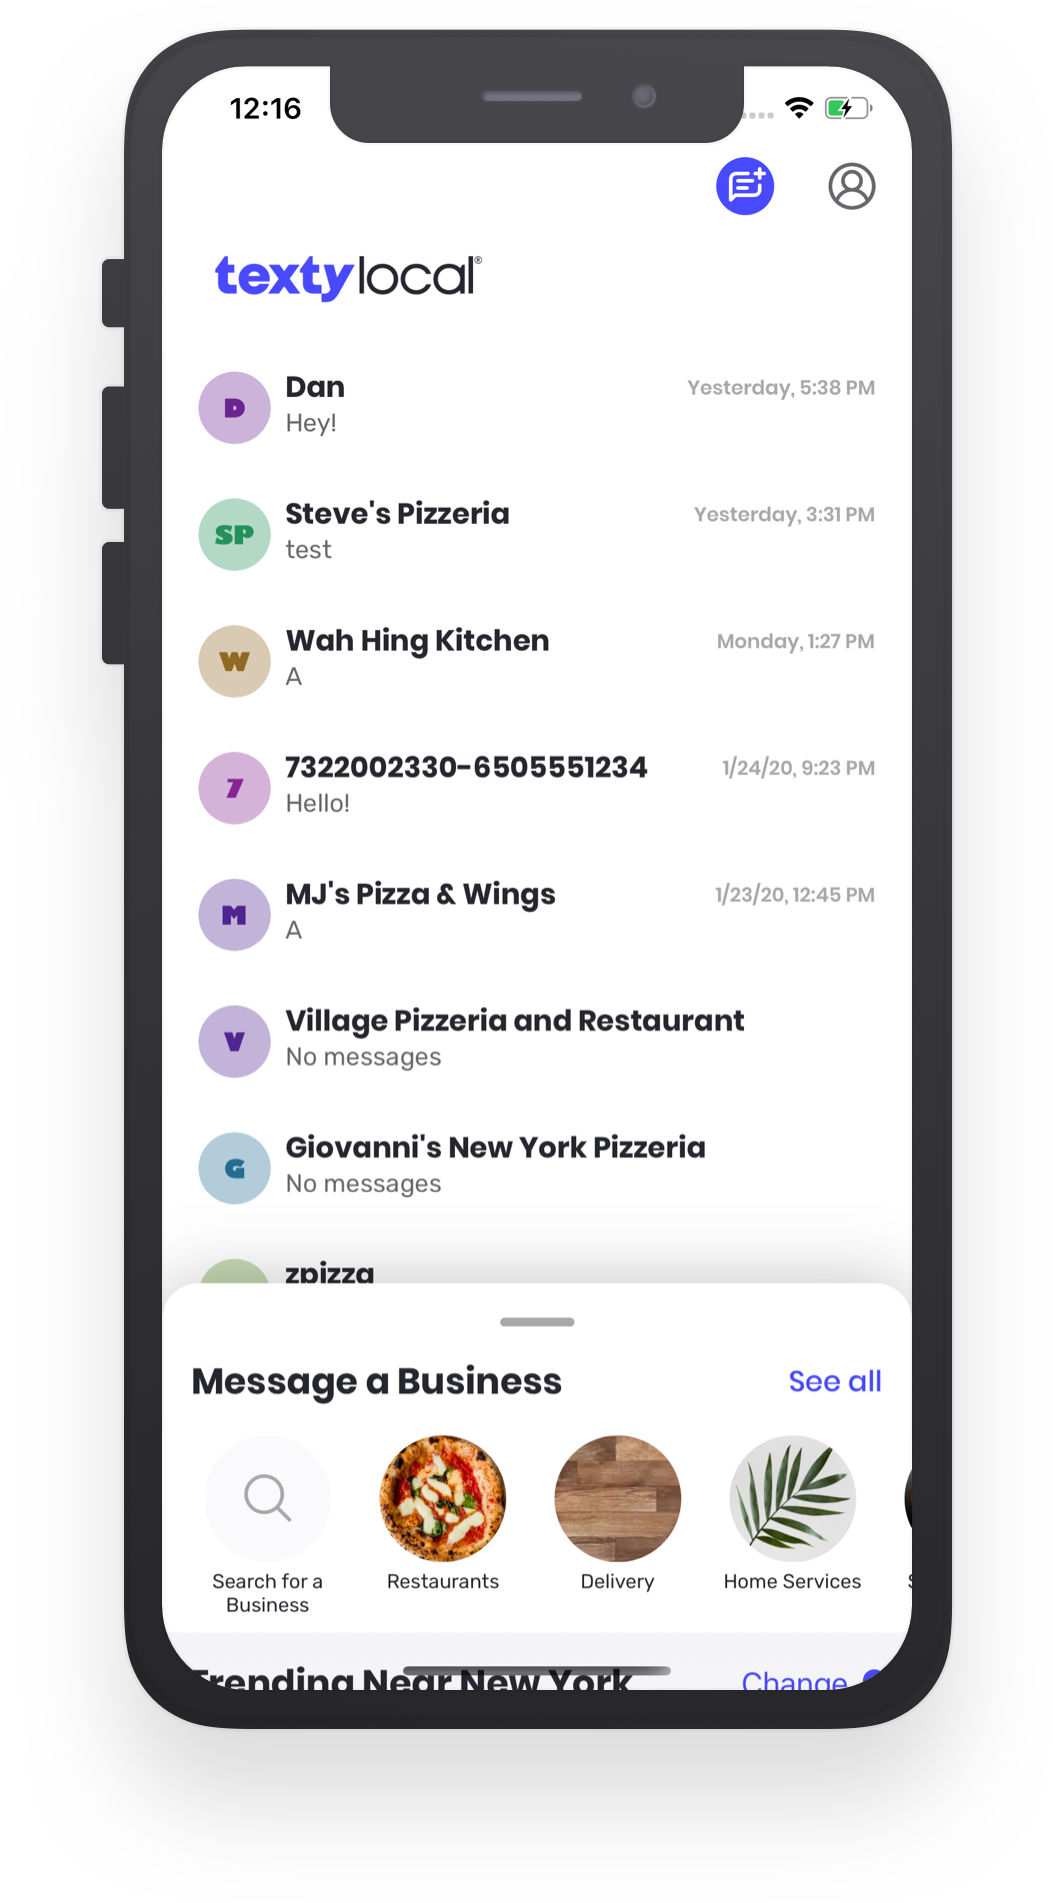 12:16
textylocal®
D
Dan
Yesterday, 5:38 PM
Hey!
SP
Steve's Pizzeria
Yesterday, 3:31 PM
test
W
Wah Hing Kitchen
Monday, 1:27 PM
A
7
7322002330-6505551234
1/24/20, 9:23 PM
Hello!
M
MJ's Pizza & Wings
1/23/20, 12:45 PM
A
V
Village Pizzeria and Restaurant
No messages
G
Giovanni's New York Pizzeria
No messages
zpizza
Message a Business
See all
Search for a
Business
Restaurants
Delivery
Home Services
Trending Near New York
Change